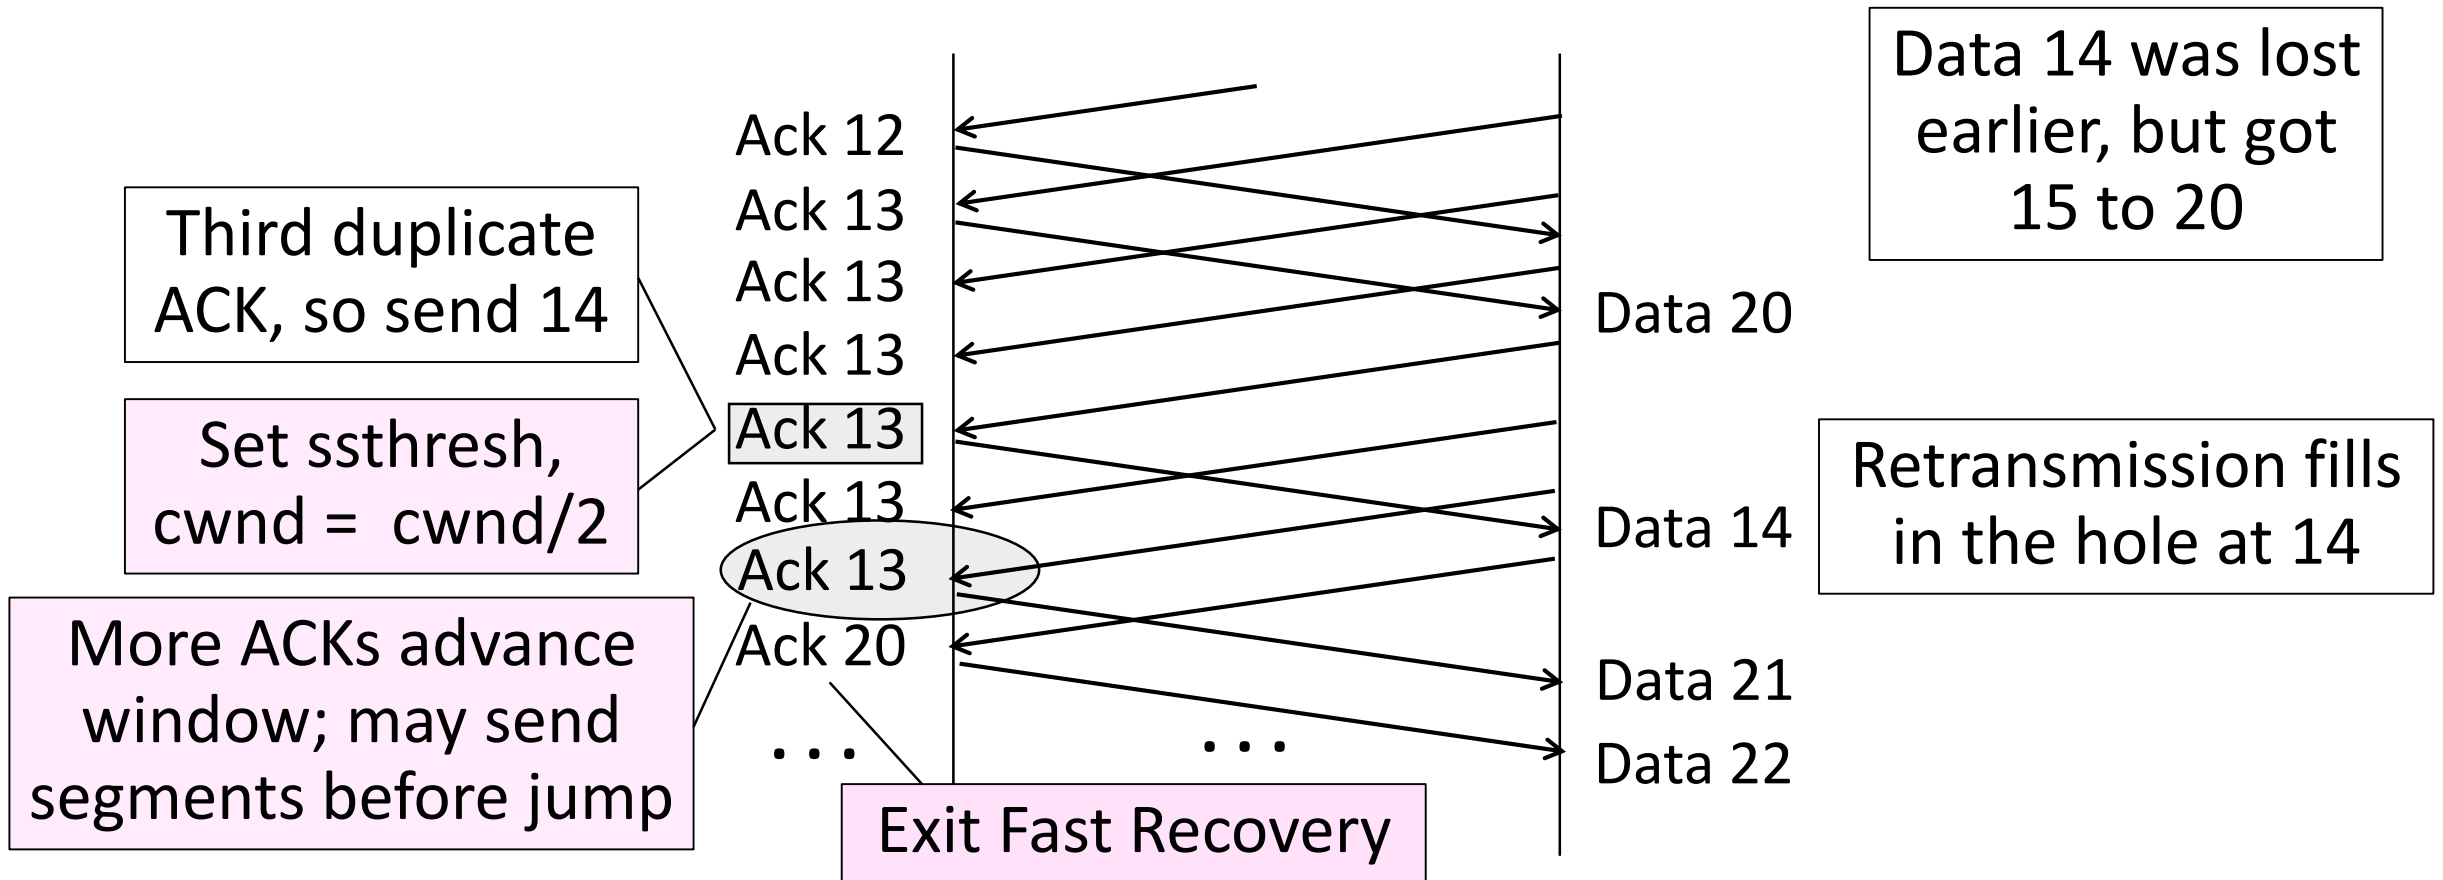 Data 14 was lost
earlier, but got
15 to 20
Ack 12
Ack 13
Ack 13
Ack 13
Ack 13
Ack 13
Ack 13
Ack 20
. . .
Third duplicate
ACK, so send 14
Set ssthresh,
cwnd = cwnd/2
More ACKs advance
window; may send
segments before jump
Exit Fast Recovery
. . .
Data 20
Data 14
Data 21
Data 22
Retransmission fills
in the hole at 14